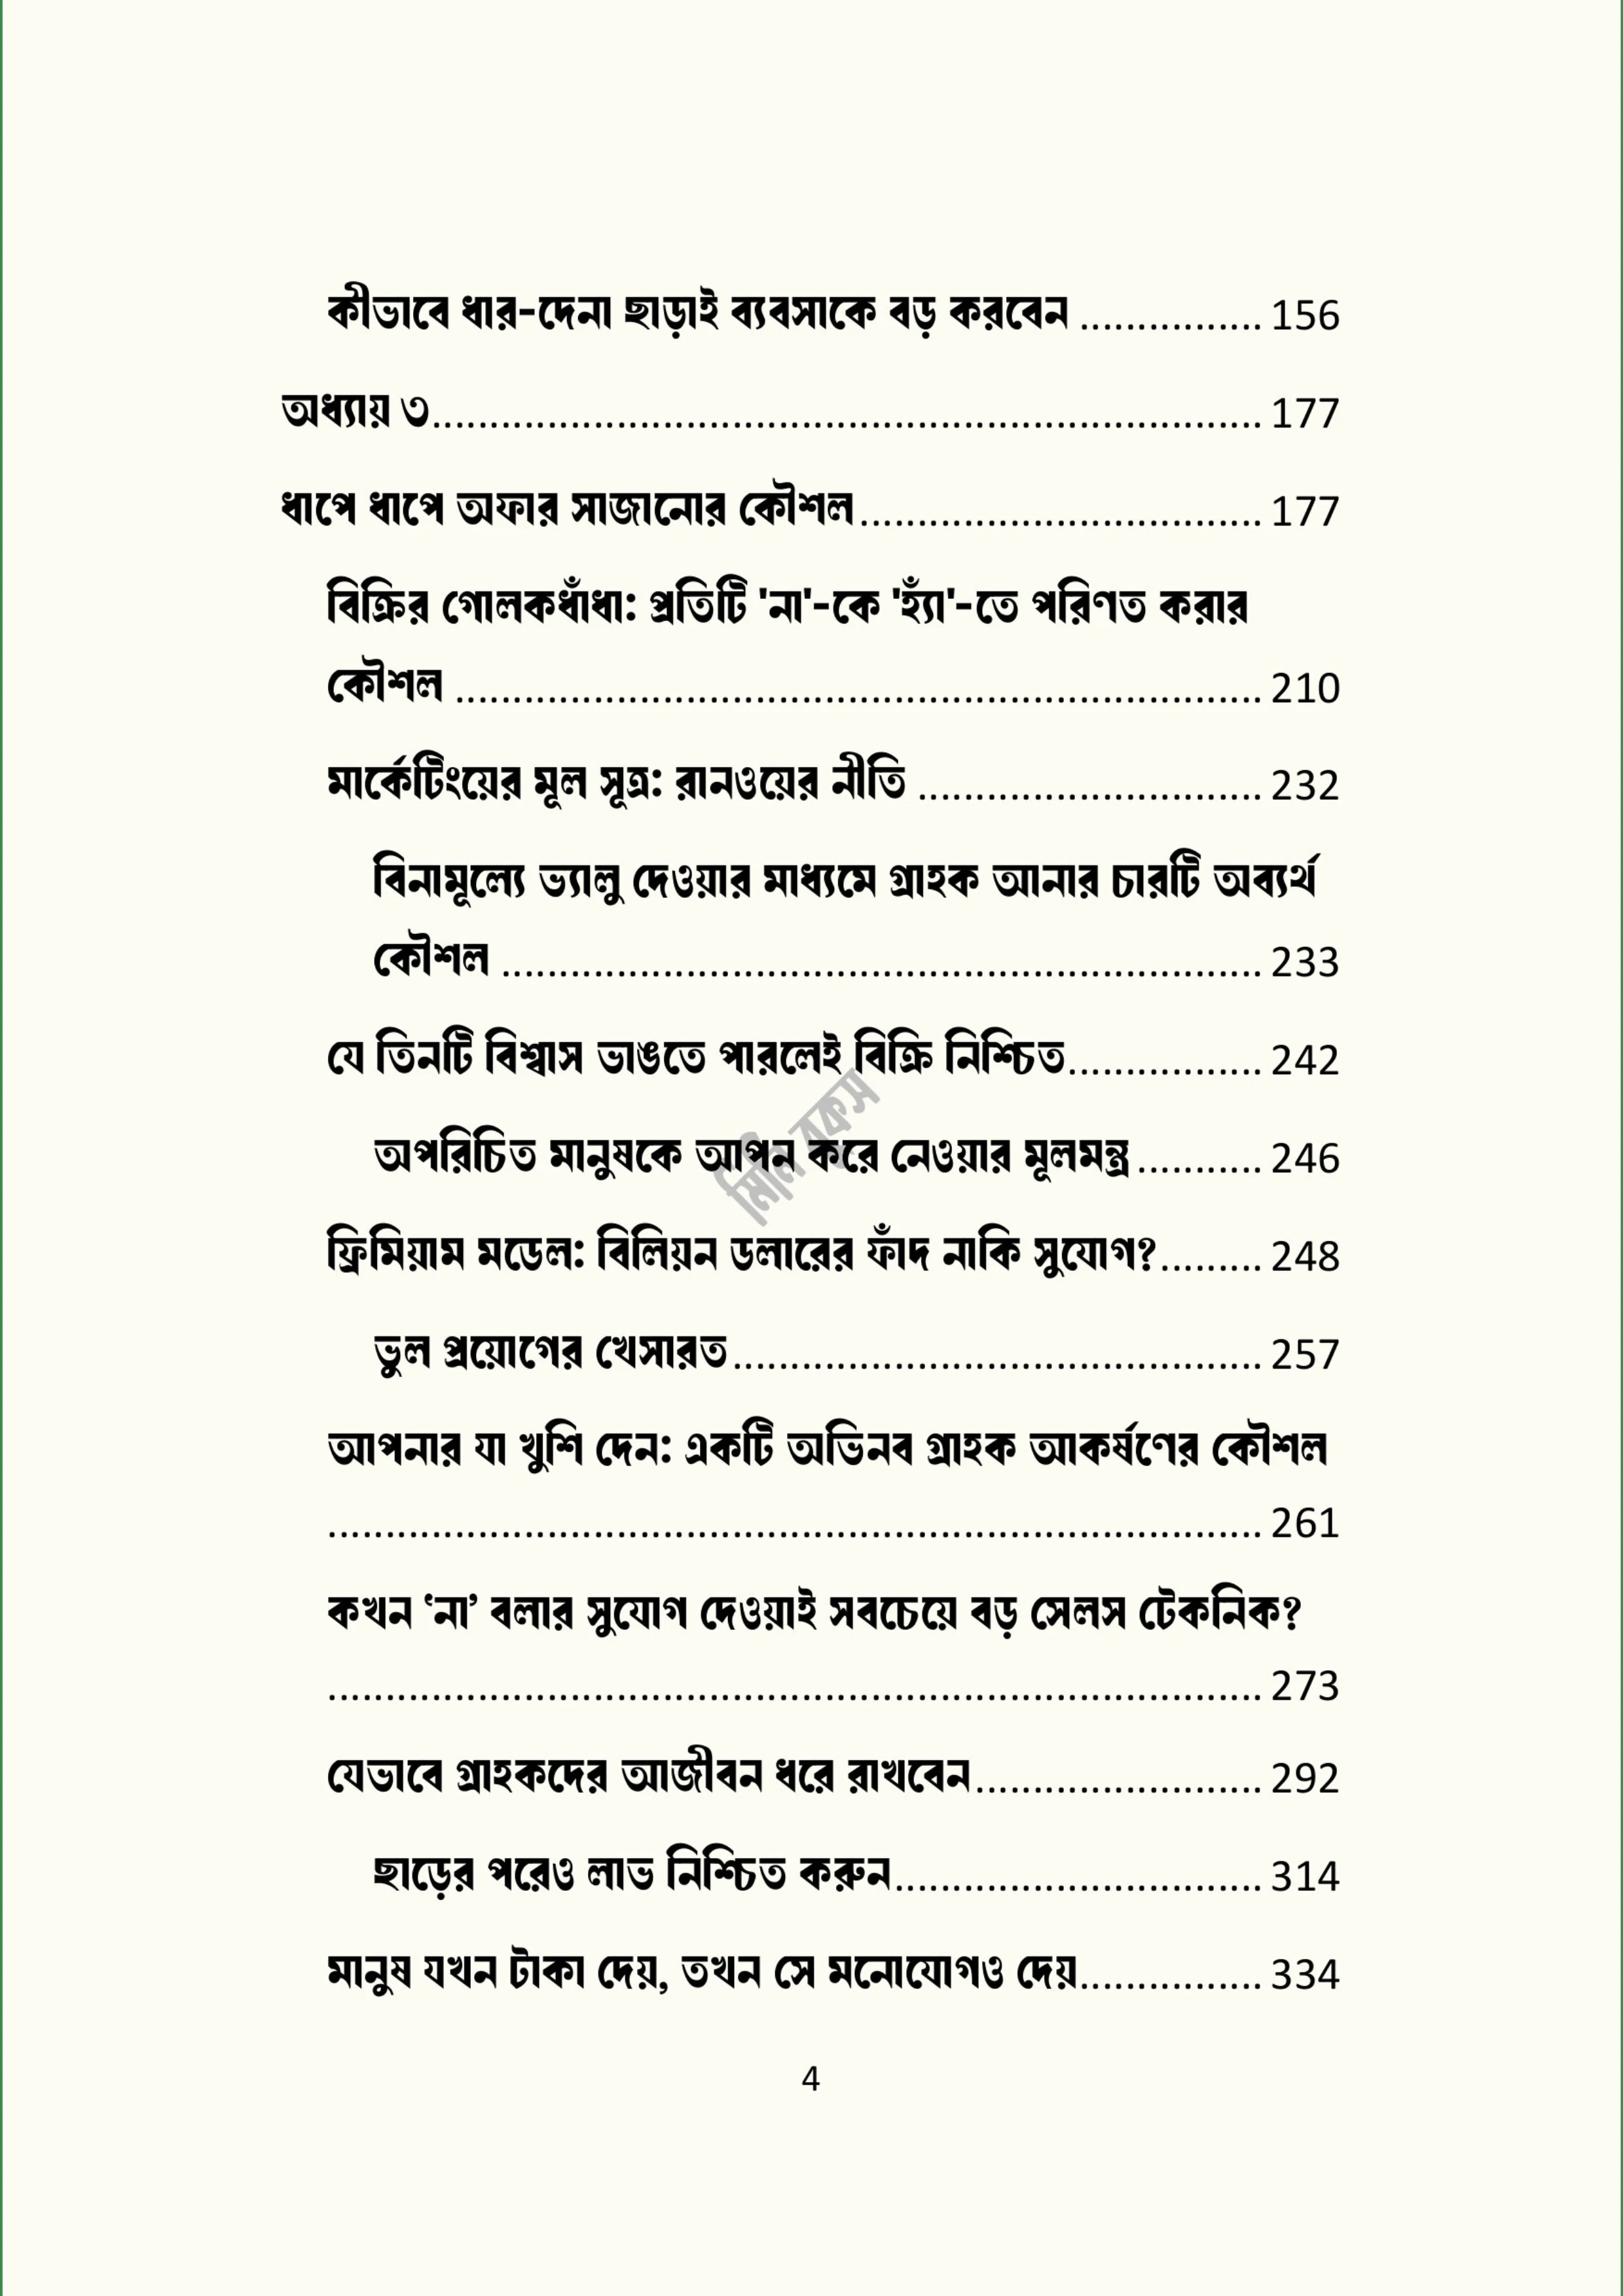 কীভাবে ধার-দেনা ছাড়াই ব্যবসাকে বড় করবেন ................ 156
অধ্যায় ৩........................................................................ 177
ধাপে ধাপে অফার সাজানোর কৌশল................................... 177
বিক্রির গোলকধাঁধা: প্রতিটি 'না'-কে 'হ্যাঁ'-তে পরিণত করার
কৌশল ...................................................................... 210
মার্কেটিংয়ের মূল সূত্র: রানওয়ের নীতি .............................. 232
বিনামূল্যে ভ্যালু দেওয়ার মাধ্যমে গ্রাহক আনার চারটি অব্যর্থ
কৌশল .................................................................. 233
যে তিনটি বিশ্বাস ভাঙতে পারলেই বিক্রি নিশ্চিত................. 242
অপরিচিত মানুষকে আপন করে নেওয়ার মূলমন্ত্র........... 246
ফ্রিমিয়াম মডেল: বিলিয়ন ডলারের ফাঁদ নাকি সুযোগ?......... 248
ভুল প্রয়োগের খেসারত.............................................. 257
আপনার যা খুশি দেন: একটি অভিনব গ্রাহক আকর্ষণের কৌশল
................................................................................. 261
কখন ‘না’ বলার সুযোগ দেওয়াই সবচেয়ে বড় সেলস টেকনিক?
................................................................................. 273
যেভাবে গ্রাহকদের আজীবন ধরে রাখবেন......................... 292
ছাড়ের পরেও লাভ নিশ্চিত করুন................................ 314
মানুষ যখন টাকা দেয়, তখন সে মনোযোগও দেয়................ 334
মিনি বুকস
4